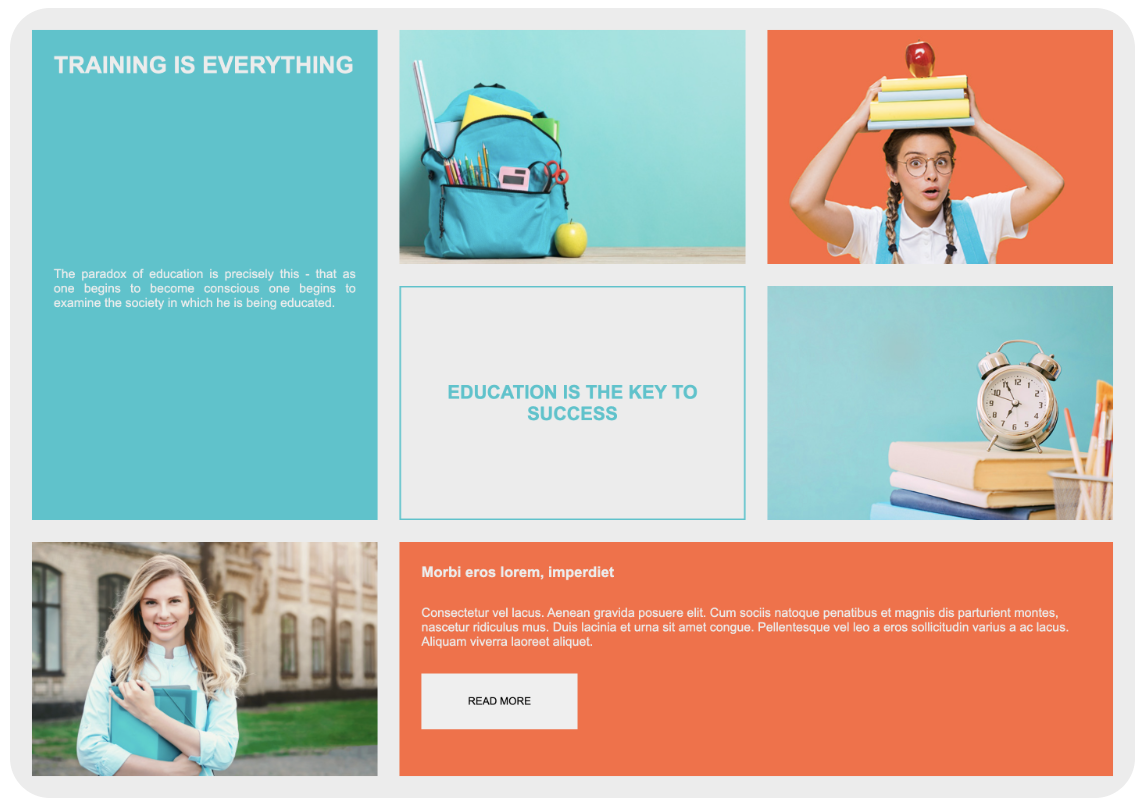 TRAINING IS EVERYTHING
The paradox of education is precisely this - that as
one begins to become conscious one begins to
examine the society in which he is being educated.
EDUCATION IS THE KEY TO
SUCCESS
Morbi eros lorem, imperdiet
Consectetur vel lacus. Aenean gravida posuere elit. Cum sociis natoque penatibus et magnis dis parturient montes,
nascetur ridiculus mus. Duis lacinia et urna sit amet congue. Pellentesque vel leo a eros sollicitudin varius a ac lacus.
Aliquam viverra laoreet aliquet.
READ MORE